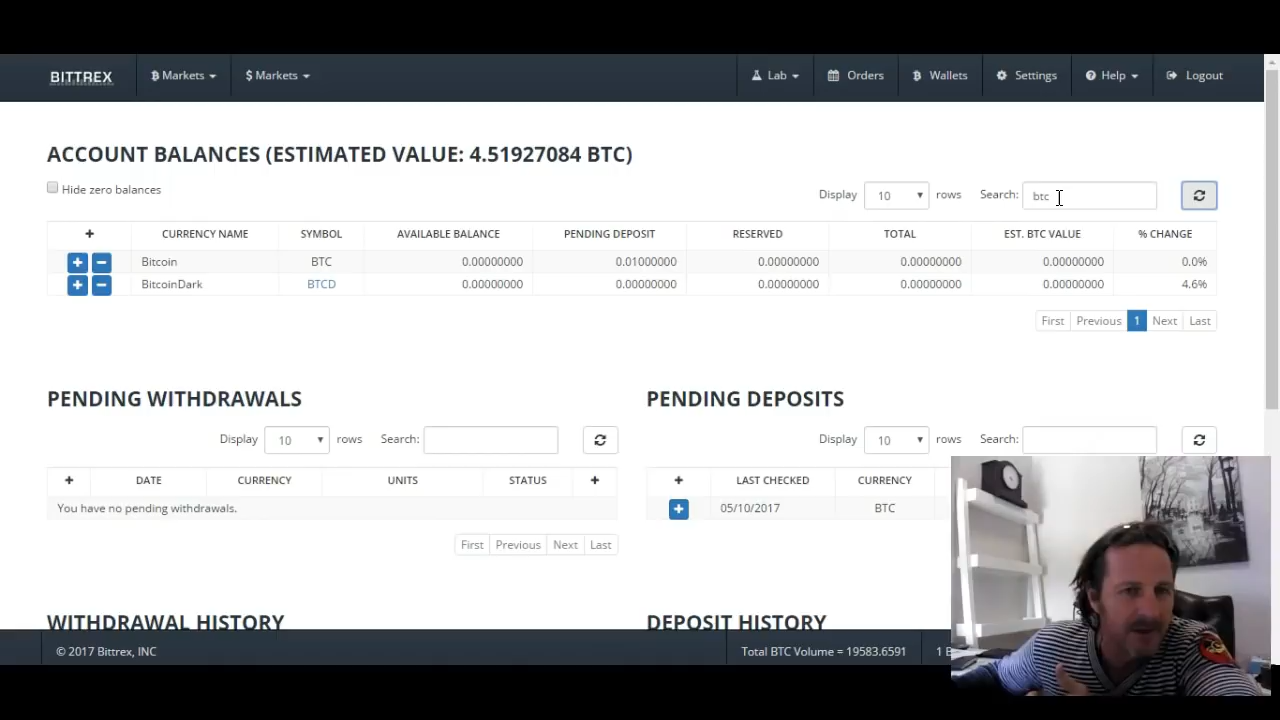 BITTREX
Markets
$ Markets
Lab
Orders
Wallets
Settings
Help
Logout
ACCOUNT BALANCES (ESTIMATED VALUE: 4.51927084 BTC)
Hide zero balances
Display 10 rows Search: btc
+ CURRENCY NAME SYMBOL AVAILABLE BALANCE PENDING DEPOSIT RESERVED TOTAL EST. BTC VALUE % CHANGE
+ − Bitcoin BTC 0.00000000 0.01000000 0.00000000 0.00000000 0.00000000 0.0%
+ − BitcoinDark BTCD 0.00000000 0.00000000 0.00000000 0.00000000 0.00000000 4.6%
First Previous 1 Next Last
PENDING WITHDRAWALS
Display 10 rows Search:
+ DATE CURRENCY UNITS STATUS +
You have no pending withdrawals.
First Previous Next Last
PENDING DEPOSITS
Display 10 rows Search:
+ LAST CHECKED CURRENCY
+ 05/10/2017 BTC
WITHDRAWAL HISTORY
DEPOSIT HISTORY
© 2017 Bittrex, INC
Total BTC Volume = 19583.6591